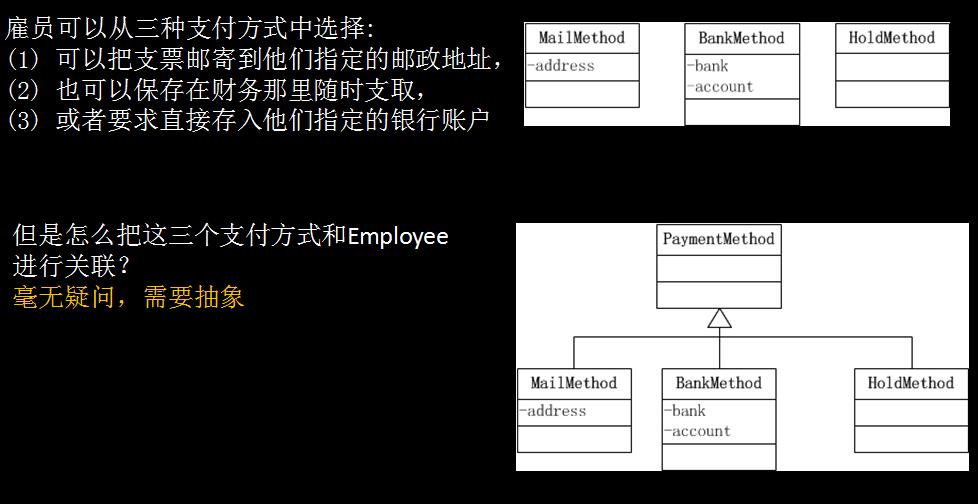 雇员可以从三种支付方式中选择:
(1) 可以把支票邮寄到他们指定的邮政地址,
(2) 也可以保存在财务那里随时支取,
(3) 或者要求直接存入他们指定的银行账户
MailMethod
-address
BankMethod
-bank
-account
HoldMethod
但是怎么把这三个支付方式和Employee
进行关联?
毫无疑问，需要抽象
PaymentMethod
MailMethod
-address
BankMethod
-bank
-account
HoldMethod